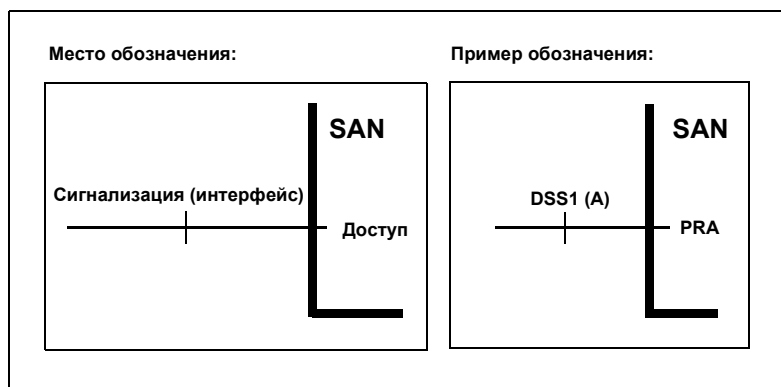 Место обозначения:
Пример обозначения:
SAN
Сигнализация (интерфейс)
Доступ
SAN
DSS1 (A)
PRA